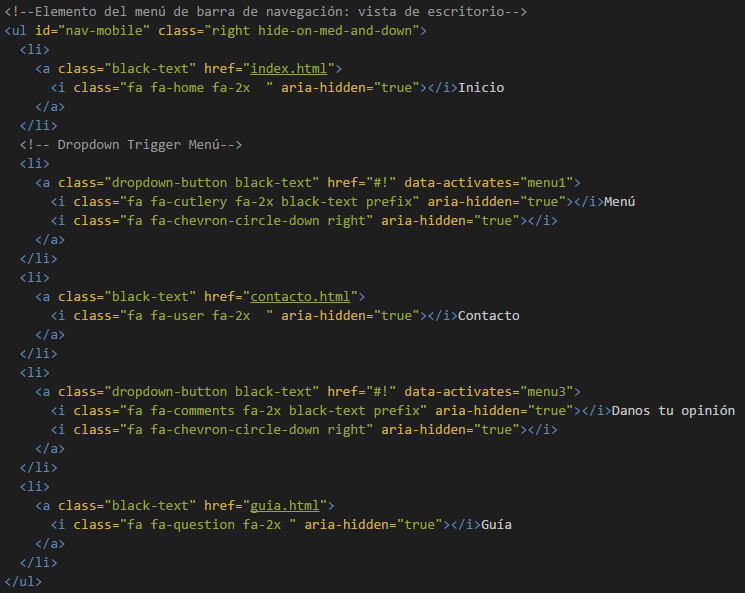 <!--Elemento del menú de barra de navegación: vista de escritorio-->
<ul id="nav-mobile" class="right hide-on-med-and-down">
  <li>
    <a class="black-text" href="index.html">
      <i class="fa fa-home fa-2x  " aria-hidden="true"></i>Inicio
    </a>
  </li>
  <!-- Dropdown Trigger Menú-->
  <li>
    <a class="dropdown-button black-text" href="#!" data-activates="menu1">
      <i class="fa fa-cutlery fa-2x black-text prefix" aria-hidden="true"></i>Menú
      <i class="fa fa-chevron-circle-down right" aria-hidden="true"></i>
    </a>
  </li>
  <li>
    <a class="black-text" href="contacto.html">
      <i class="fa fa-user fa-2x  " aria-hidden="true"></i>Contacto
    </a>
  </li>
  <li>
    <a class="dropdown-button black-text" href="#!" data-activates="menu3">
      <i class="fa fa-comments fa-2x black-text prefix" aria-hidden="true"></i>Danos tu opinión
      <i class="fa fa-chevron-circle-down right" aria-hidden="true"></i>
    </a>
  </li>
  <li>
    <a class="black-text" href="guia.html">
      <i class="fa fa-question fa-2x " aria-hidden="true"></i>Guía
    </a>
  </li>
</ul>